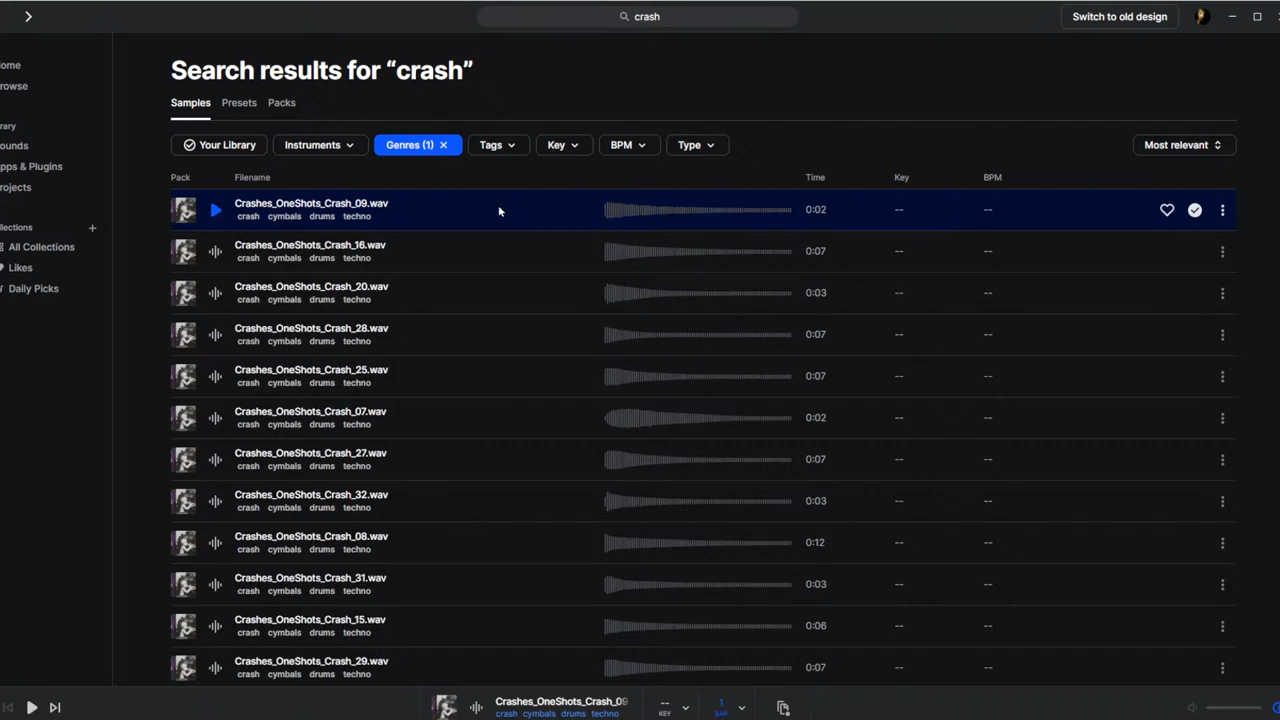 crash
Switch to old design
Search results for “crash”
Samples Presets Packs
Your Library Instruments Genres (1) Tags Key BPM Type Most relevant
ome
rowse
rary
ounds
pps & Plugins
rojects
llections
All Collections
Likes
Daily Picks
Pack Filename Time Key BPM
Crashes_OneShots_Crash_09.wav
crash cymbals drums techno
0:02 -- --
Crashes_OneShots_Crash_16.wav
crash cymbals drums techno
0:07 -- --
Crashes_OneShots_Crash_20.wav
crash cymbals drums techno
0:03 -- --
Crashes_OneShots_Crash_28.wav
crash cymbals drums techno
0:07 -- --
Crashes_OneShots_Crash_25.wav
crash cymbals drums techno
0:07 -- --
Crashes_OneShots_Crash_07.wav
crash cymbals drums techno
0:02 -- --
Crashes_OneShots_Crash_27.wav
crash cymbals drums techno
0:07 -- --
Crashes_OneShots_Crash_32.wav
crash cymbals drums techno
0:03 -- --
Crashes_OneShots_Crash_08.wav
crash cymbals drums techno
0:12 -- --
Crashes_OneShots_Crash_31.wav
crash cymbals drums techno
0:03 -- --
Crashes_OneShots_Crash_15.wav
crash cymbals drums techno
0:06 -- --
Crashes_OneShots_Crash_29.wav
crash cymbals drums techno
0:07 -- --
Crashes_OneShots_Crash_09
crash cymbals drums techno
-- KEY
1 BAR